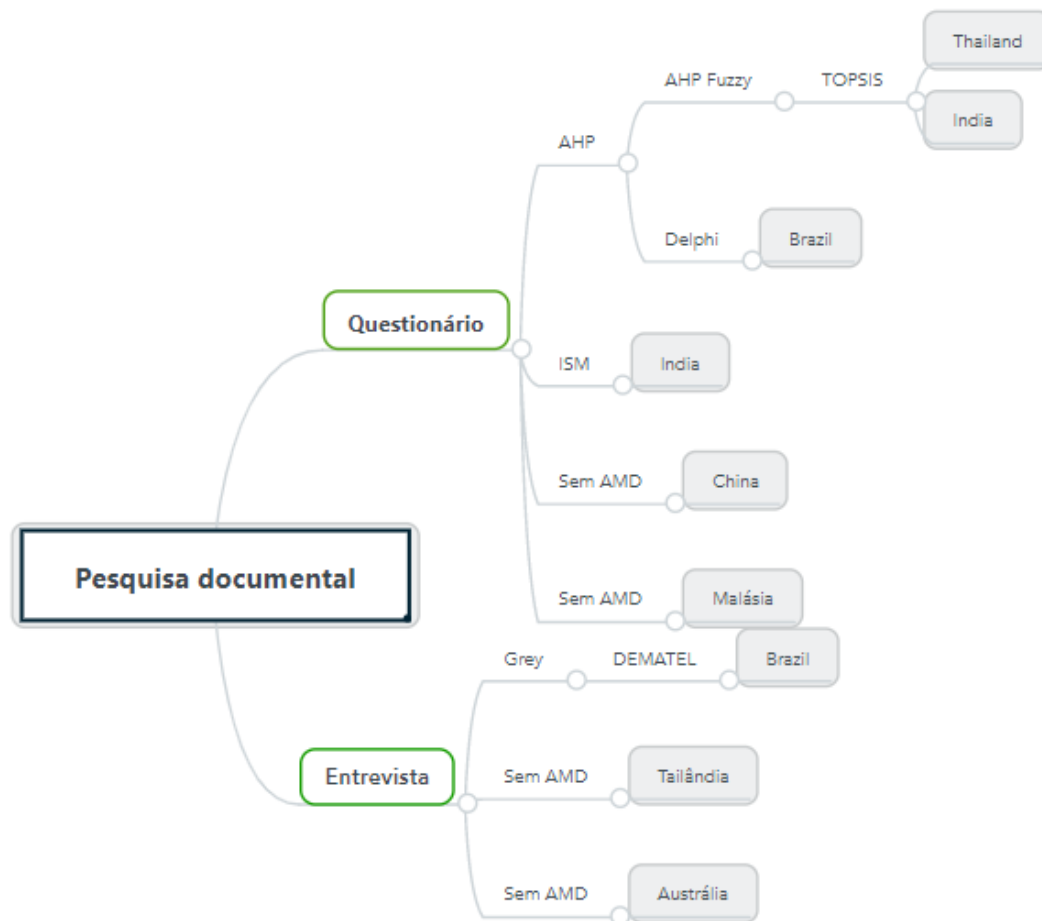 Thailand
AHP Fuzzy
TOPSIS
India
AHP
Delphi
Brazil
Questionário
ISM
India
Sem AMD
China
Pesquisa documental
Sem AMD
Malásia
Grey
DEMATEL
Brazil
Entrevista
Sem AMD
Tailândia
Sem AMD
Austrália